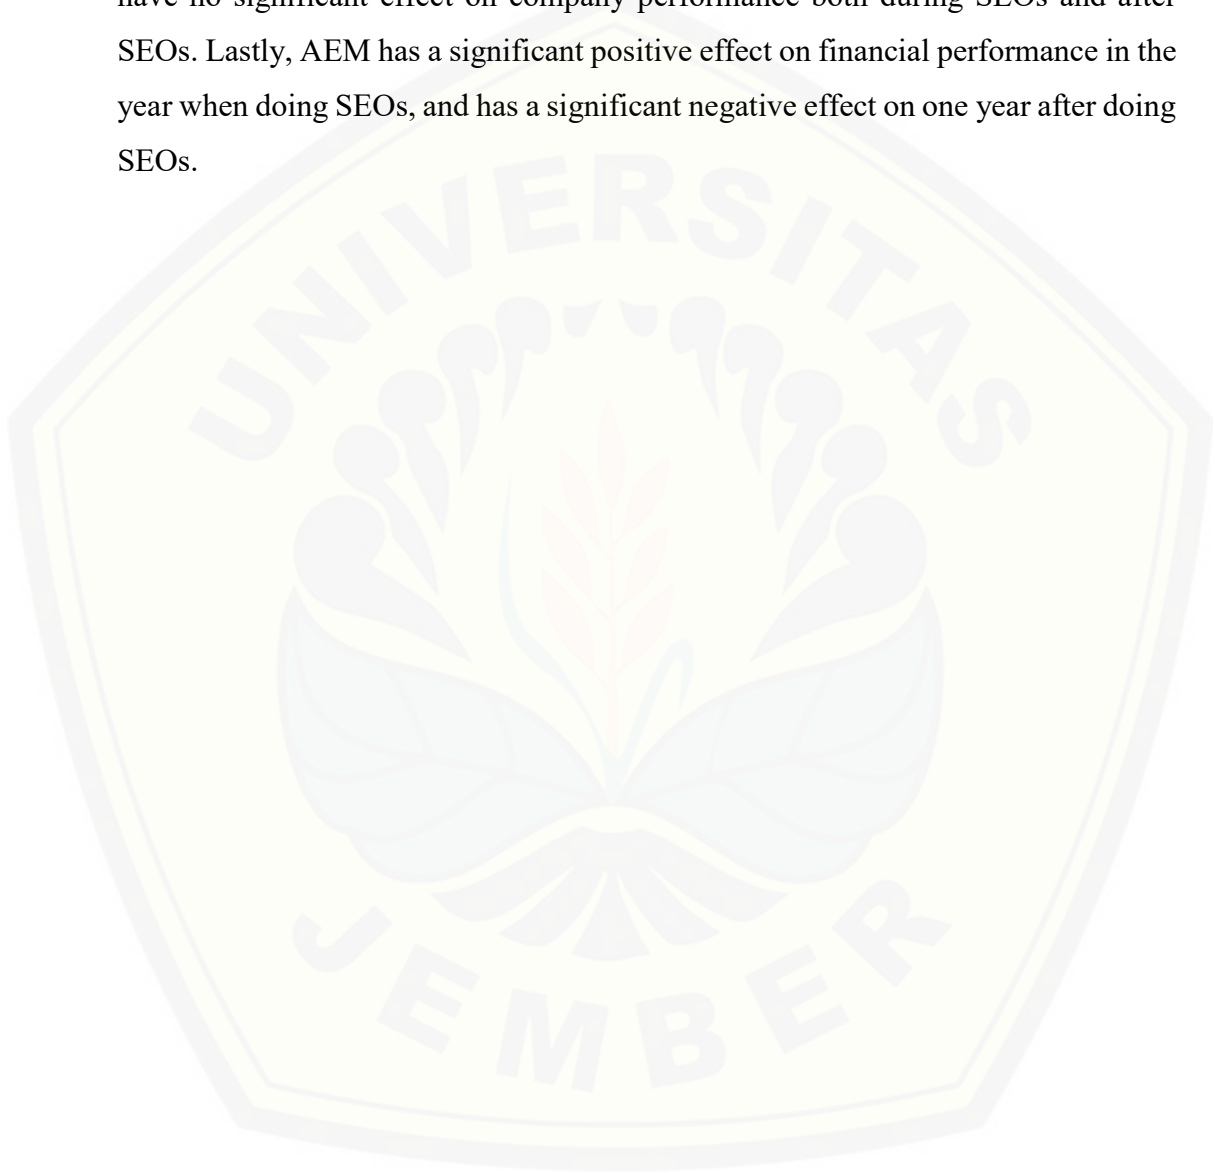 have no significant effect on company performance both during SEOs and after
SEOs. Lastly, AEM has a significant positive effect on financial performance in the
year when doing SEOs, and has a significant negative effect on one year after doing
SEOs.
UNIVERSITAS
JEMBER